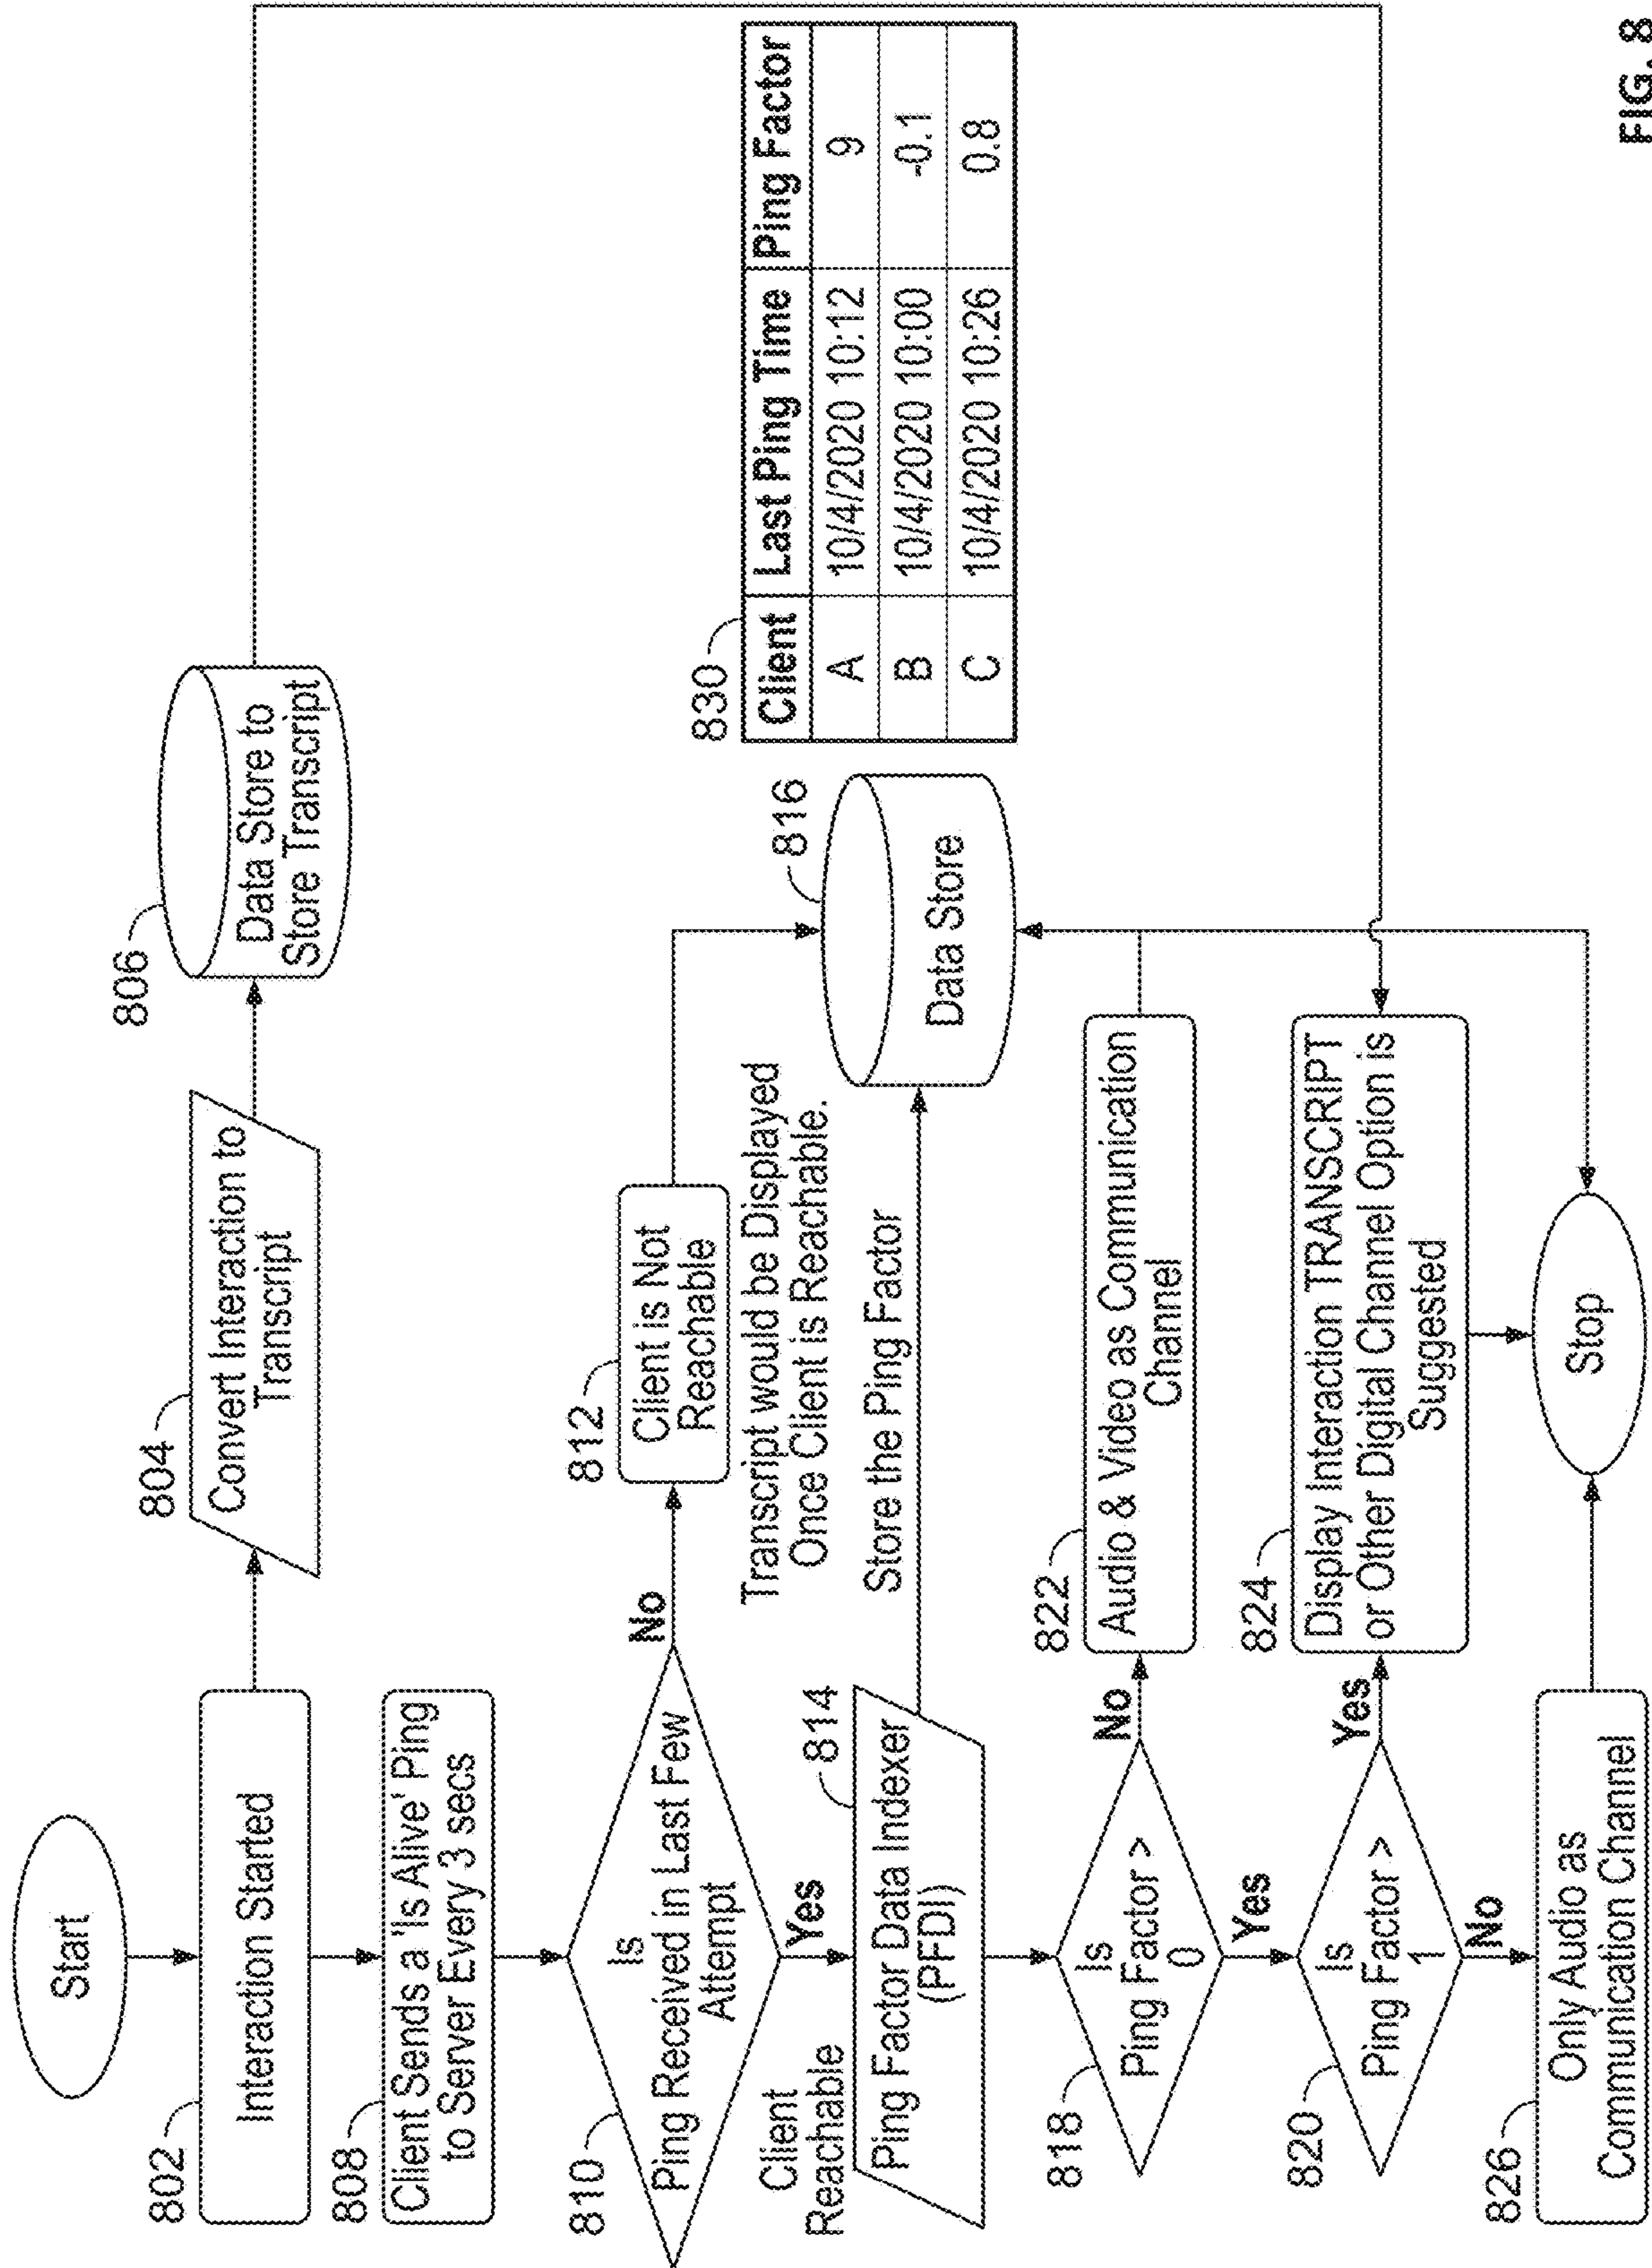 Start
802
Interaction Started
804
Convert Interaction to
Transcript
806
Data Store to
Store Transcript
808
Client Sends a 'Is Alive' Ping
to Server Every 3 secs
810
Is
Ping Received in Last Few
Attempt
No
812
Client is Not
Reachable
Transcript would be Displayed
Once Client is Reachable.
Yes
Client
Reachable
814
Ping Factor Data Indexer
(PFDI)
Store the Ping Factor
816
Data Store
830
Client Last Ping Time Ping Factor
A 10/4/2020 10:12 9
B 10/4/2020 10:00 -0.1
C 10/4/2020 10:26 0.8
818
Is
Ping Factor >
0
No
822
Audio & Video as Communication
Channel
Yes
820
Is
Ping Factor >
1
Yes
824
Display Interaction TRANSCRIPT
or Other Digital Channel Option is
Suggested
No
826
Only Audio as
Communication Channel
Stop
FIG. 8